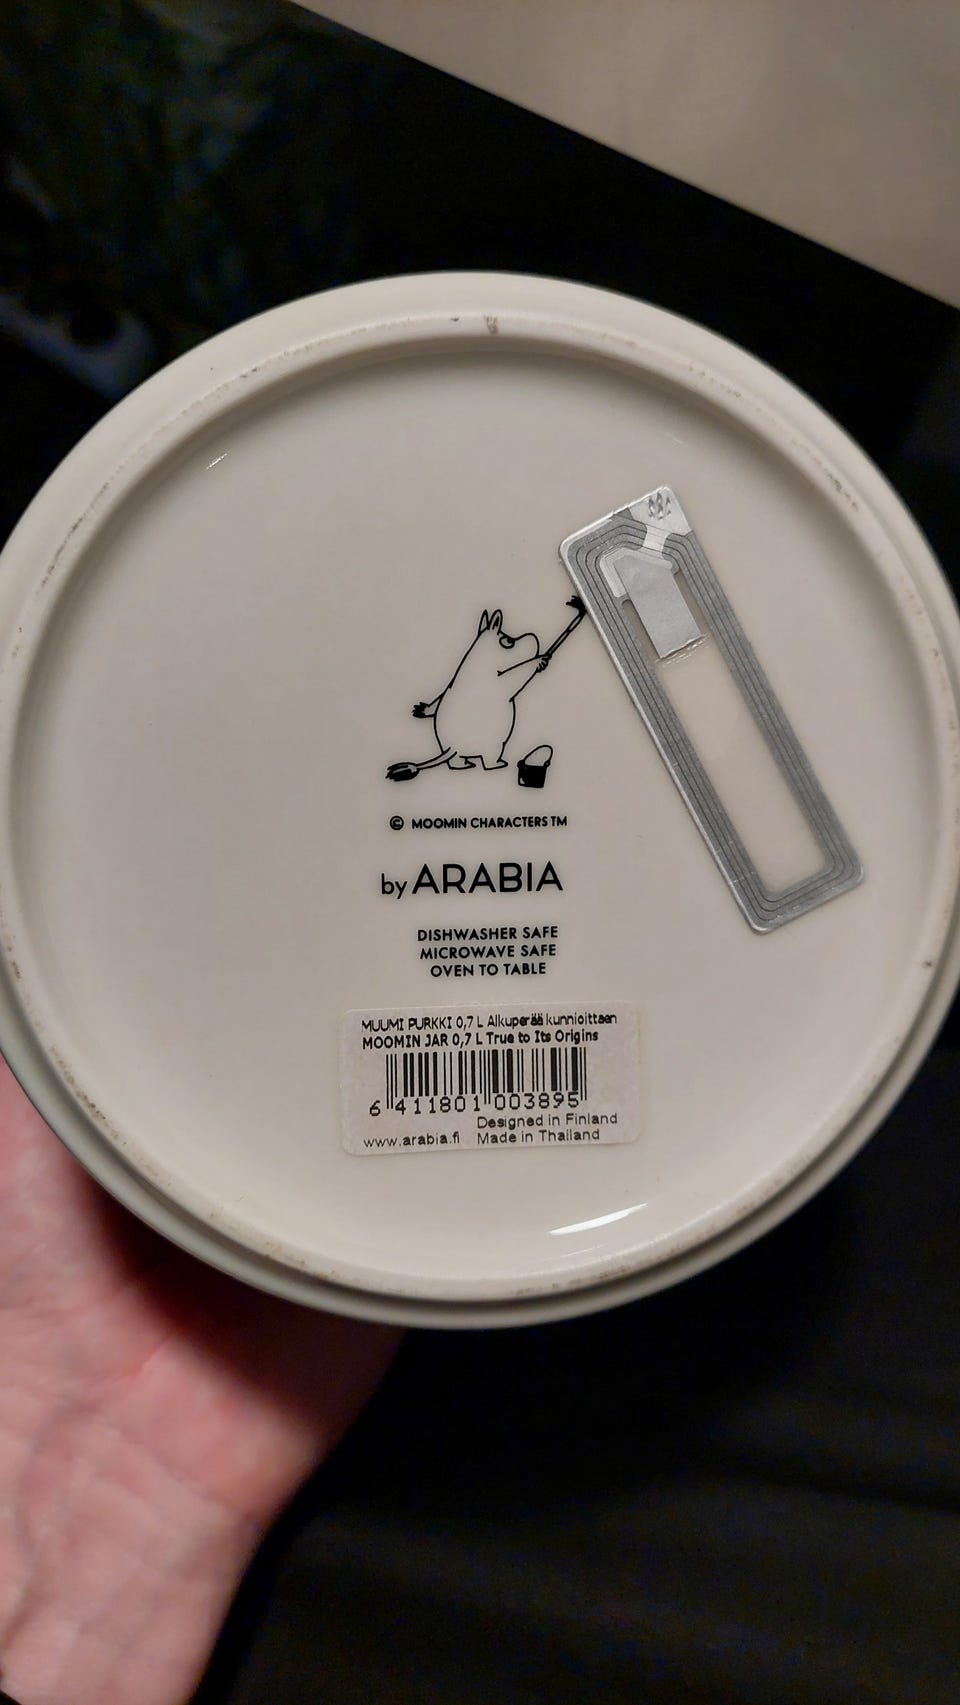 © MOOMIN CHARACTERS TM
by ARABIA
DISHWASHER SAFE
MICROWAVE SAFE
OVEN TO TABLE
MUUMI PURKKI 0,7 L Alkuperää kunnioittaen
MOOMIN JAR 0,7 L True to Its Origins
6 411801 003895
Designed in Finland
www.arabia.fi Made in Thailand